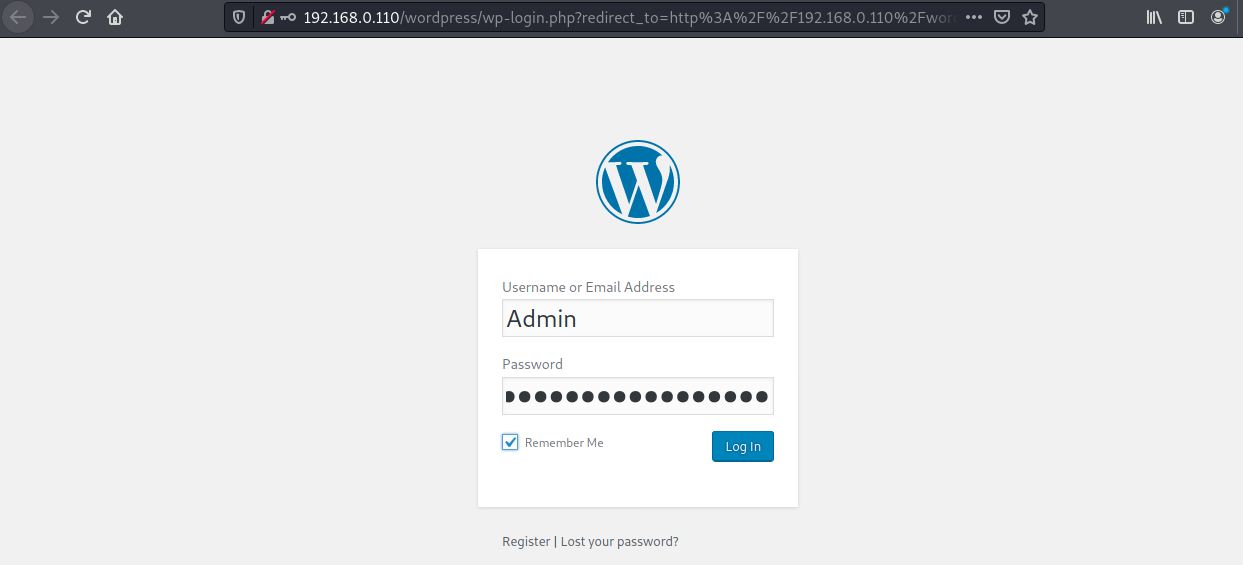 192.168.0.110/wordpress/wp-login.php?redirect_to=http%3A%2F%2F192.168.0.110%2Fwor
Username or Email Address
Admin
Password
Remember Me
Log In
Register | Lost your password?